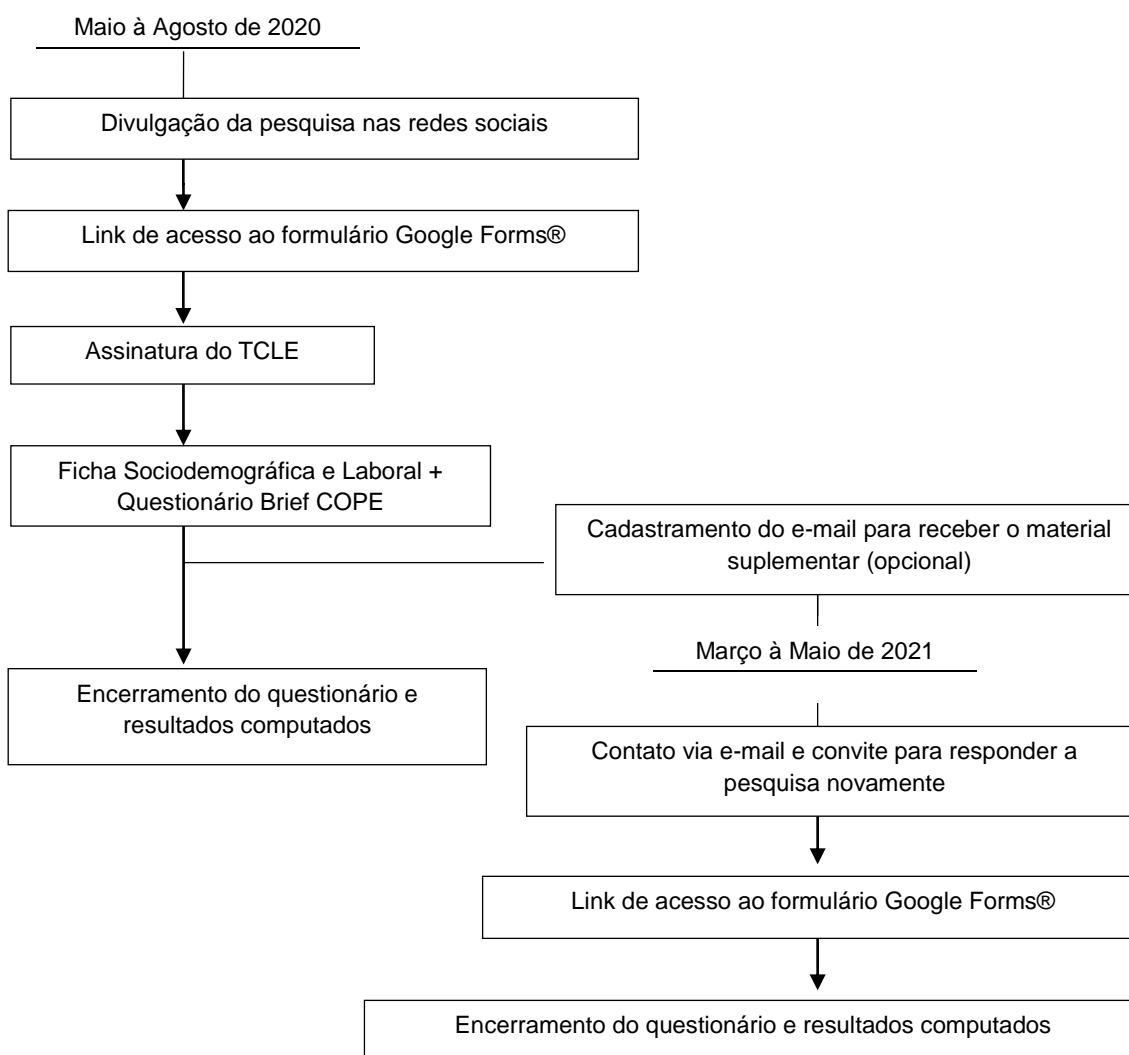 Maio à Agosto de 2020
Divulgação da pesquisa nas redes sociais
Link de acesso ao formulário Google Forms®
Assinatura do TCLE
Ficha Sociodemográfica e Laboral +
Questionário Brief COPE
Cadastramento do e-mail para receber o material
suplementar (opcional)
Março à Maio de 2021
Encerramento do questionário e
resultados computados
Contato via e-mail e convite para responder a
pesquisa novamente
Link de acesso ao formulário Google Forms®
Encerramento do questionário e resultados computados